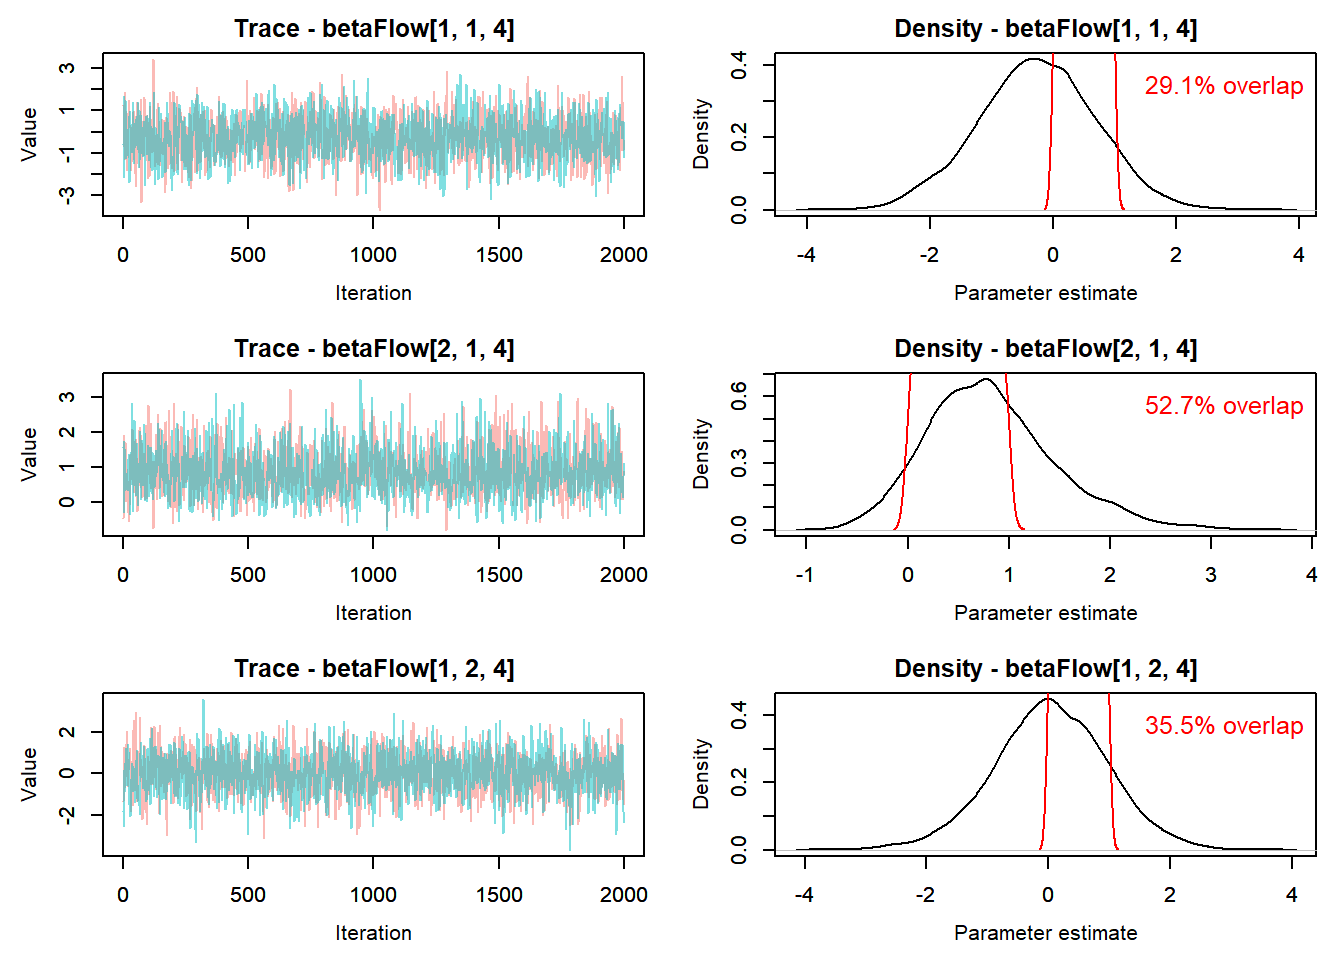 Trace - betaFlow[1, 1, 4]
Value
3
1
-1
-3
0 500 1000 1500 2000
Iteration
Density - betaFlow[1, 1, 4]
Density
0.4
0.2
0.0
29.1% overlap
-4 -2 0 2 4
Parameter estimate
Trace - betaFlow[2, 1, 4]
Value
3
2
1
0
0 500 1000 1500 2000
Iteration
Density - betaFlow[2, 1, 4]
Density
0.6
0.3
0.0
52.7% overlap
-1 0 1 2 3 4
Parameter estimate
Trace - betaFlow[1, 2, 4]
Value
2
0
-2
0 500 1000 1500 2000
Iteration
Density - betaFlow[1, 2, 4]
Density
0.4
0.2
0.0
35.5% overlap
-4 -2 0 2 4
Parameter estimate